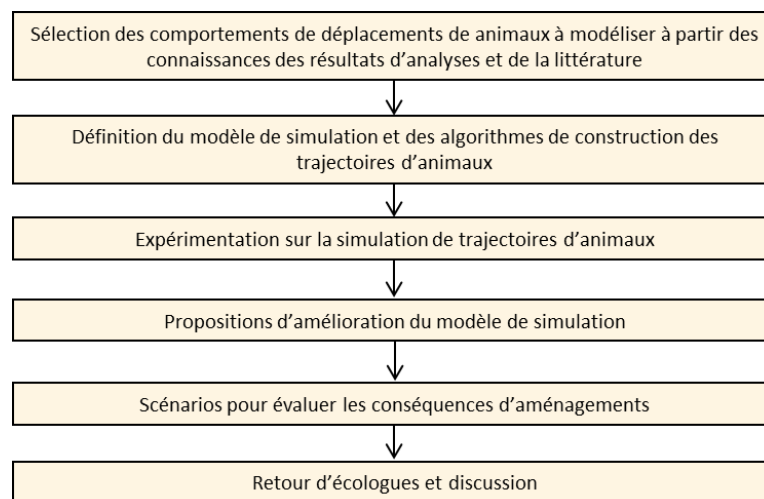 Sélection des comportements de déplacements de animaux à modéliser à partir des
connaissances des résultats d’analyses et de la littérature
Définition du modèle de simulation et des algorithmes de construction des
trajectoires d’animaux
Expérimentation sur la simulation de trajectoires d’animaux
Propositions d’amélioration du modèle de simulation
Scénarios pour évaluer les conséquences d’aménagements
Retour d’écologues et discussion